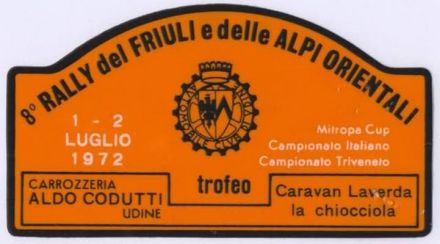 8° RALLY del FRIULI e delle ALPI ORIENTALI
1 - 2
LUGLIO
1972
Mitropa Cup
Campionato Italiano
Campionato Triveneto
CARROZZERIA
ALDO CODUTTI
UDINE
trofeo
Caravan Laverda
la chiocciola